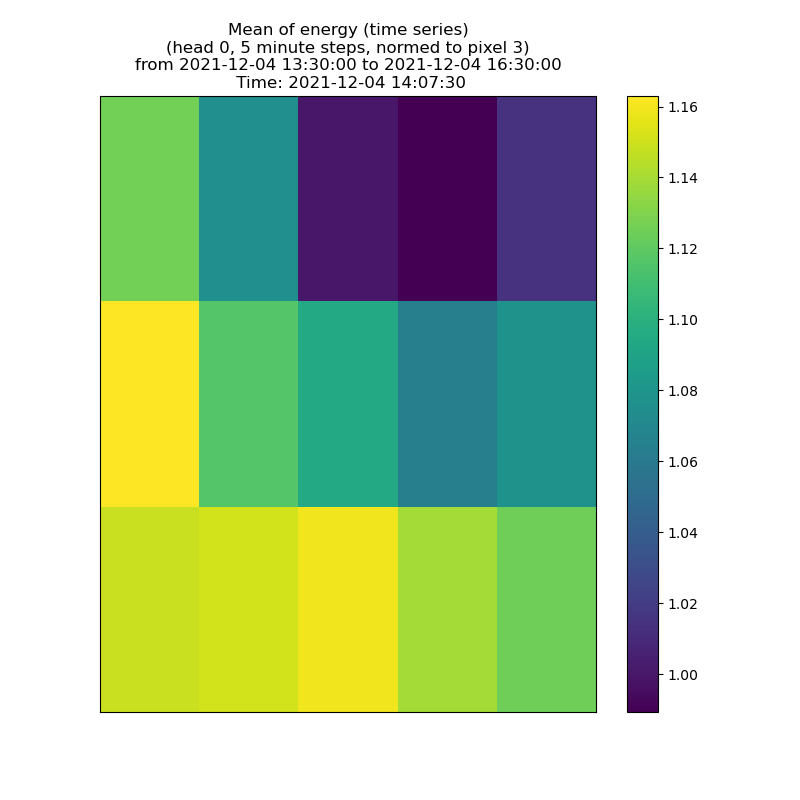 Mean of energy (time series)
(head 0, 5 minute steps, normed to pixel 3)
from 2021-12-04 13:30:00 to 2021-12-04 16:30:00
Time: 2021-12-04 14:07:30
1.16
1.14
1.12
1.10
1.08
1.06
1.04
1.02
1.00